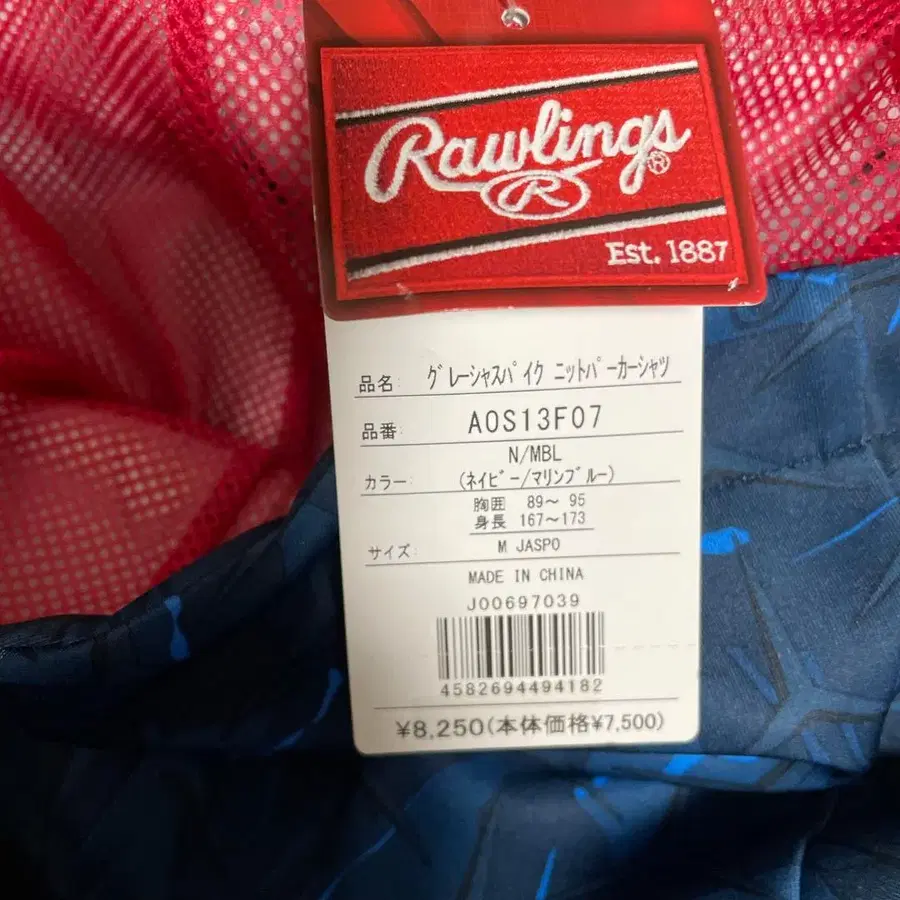 Rawlings®
R
Est. 1887
品名: グレーシャスパイク ニットパーカーシャツ
品番: AOS13F07
N/MBL
カラー: (ネイビー/マリンブルー)
胸囲 89～ 95
身長 167～173
サイズ: M JASPO
MADE IN CHINA
J00697039
4582694494182
¥8,250(本体価格¥7,500)